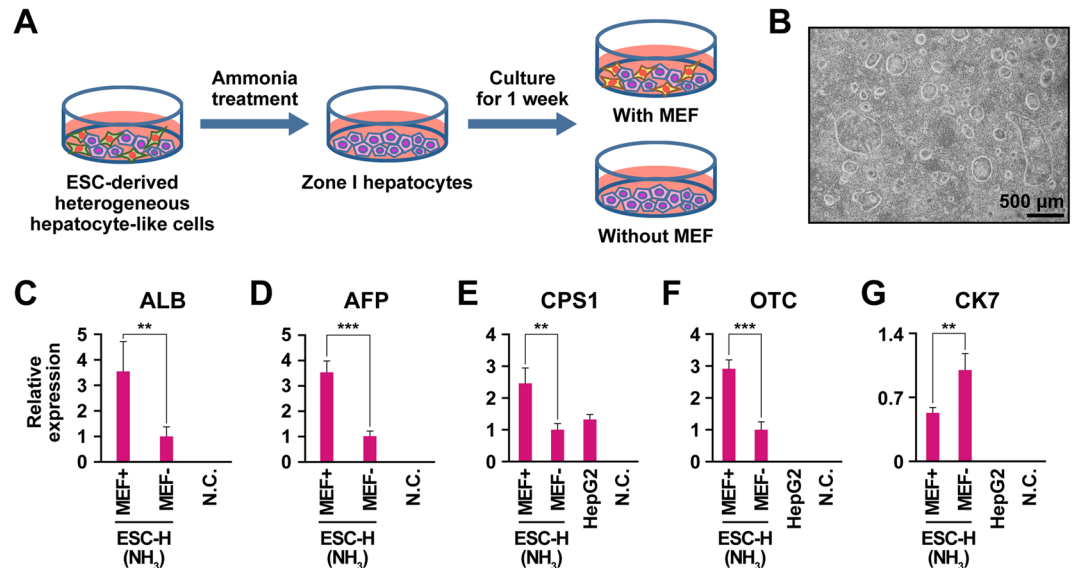 A
Ammonia
treatment
Culture
for 1 week
ESC-derived
heterogeneous
hepatocyte-like cells
Zone I hepatocytes
With MEF
Without MEF
B
500 µm
C
ALB
Relative
expression
5
4
3
2
1
0
**
MEF+
MEF-
N.C.
ESC-H
(NH3)
D
AFP
5
4
3
2
1
0
***
MEF+
MEF-
N.C.
ESC-H
(NH3)
E
CPS1
4
3
2
1
0
**
MEF+
MEF-
HepG2
N.C.
ESC-H
(NH3)
F
OTC
4
3
2
1
0
***
MEF+
MEF-
HepG2
N.C.
ESC-H
(NH3)
G
CK7
1.4
0.7
0
**
MEF+
MEF-
HepG2
N.C.
ESC-H
(NH3)